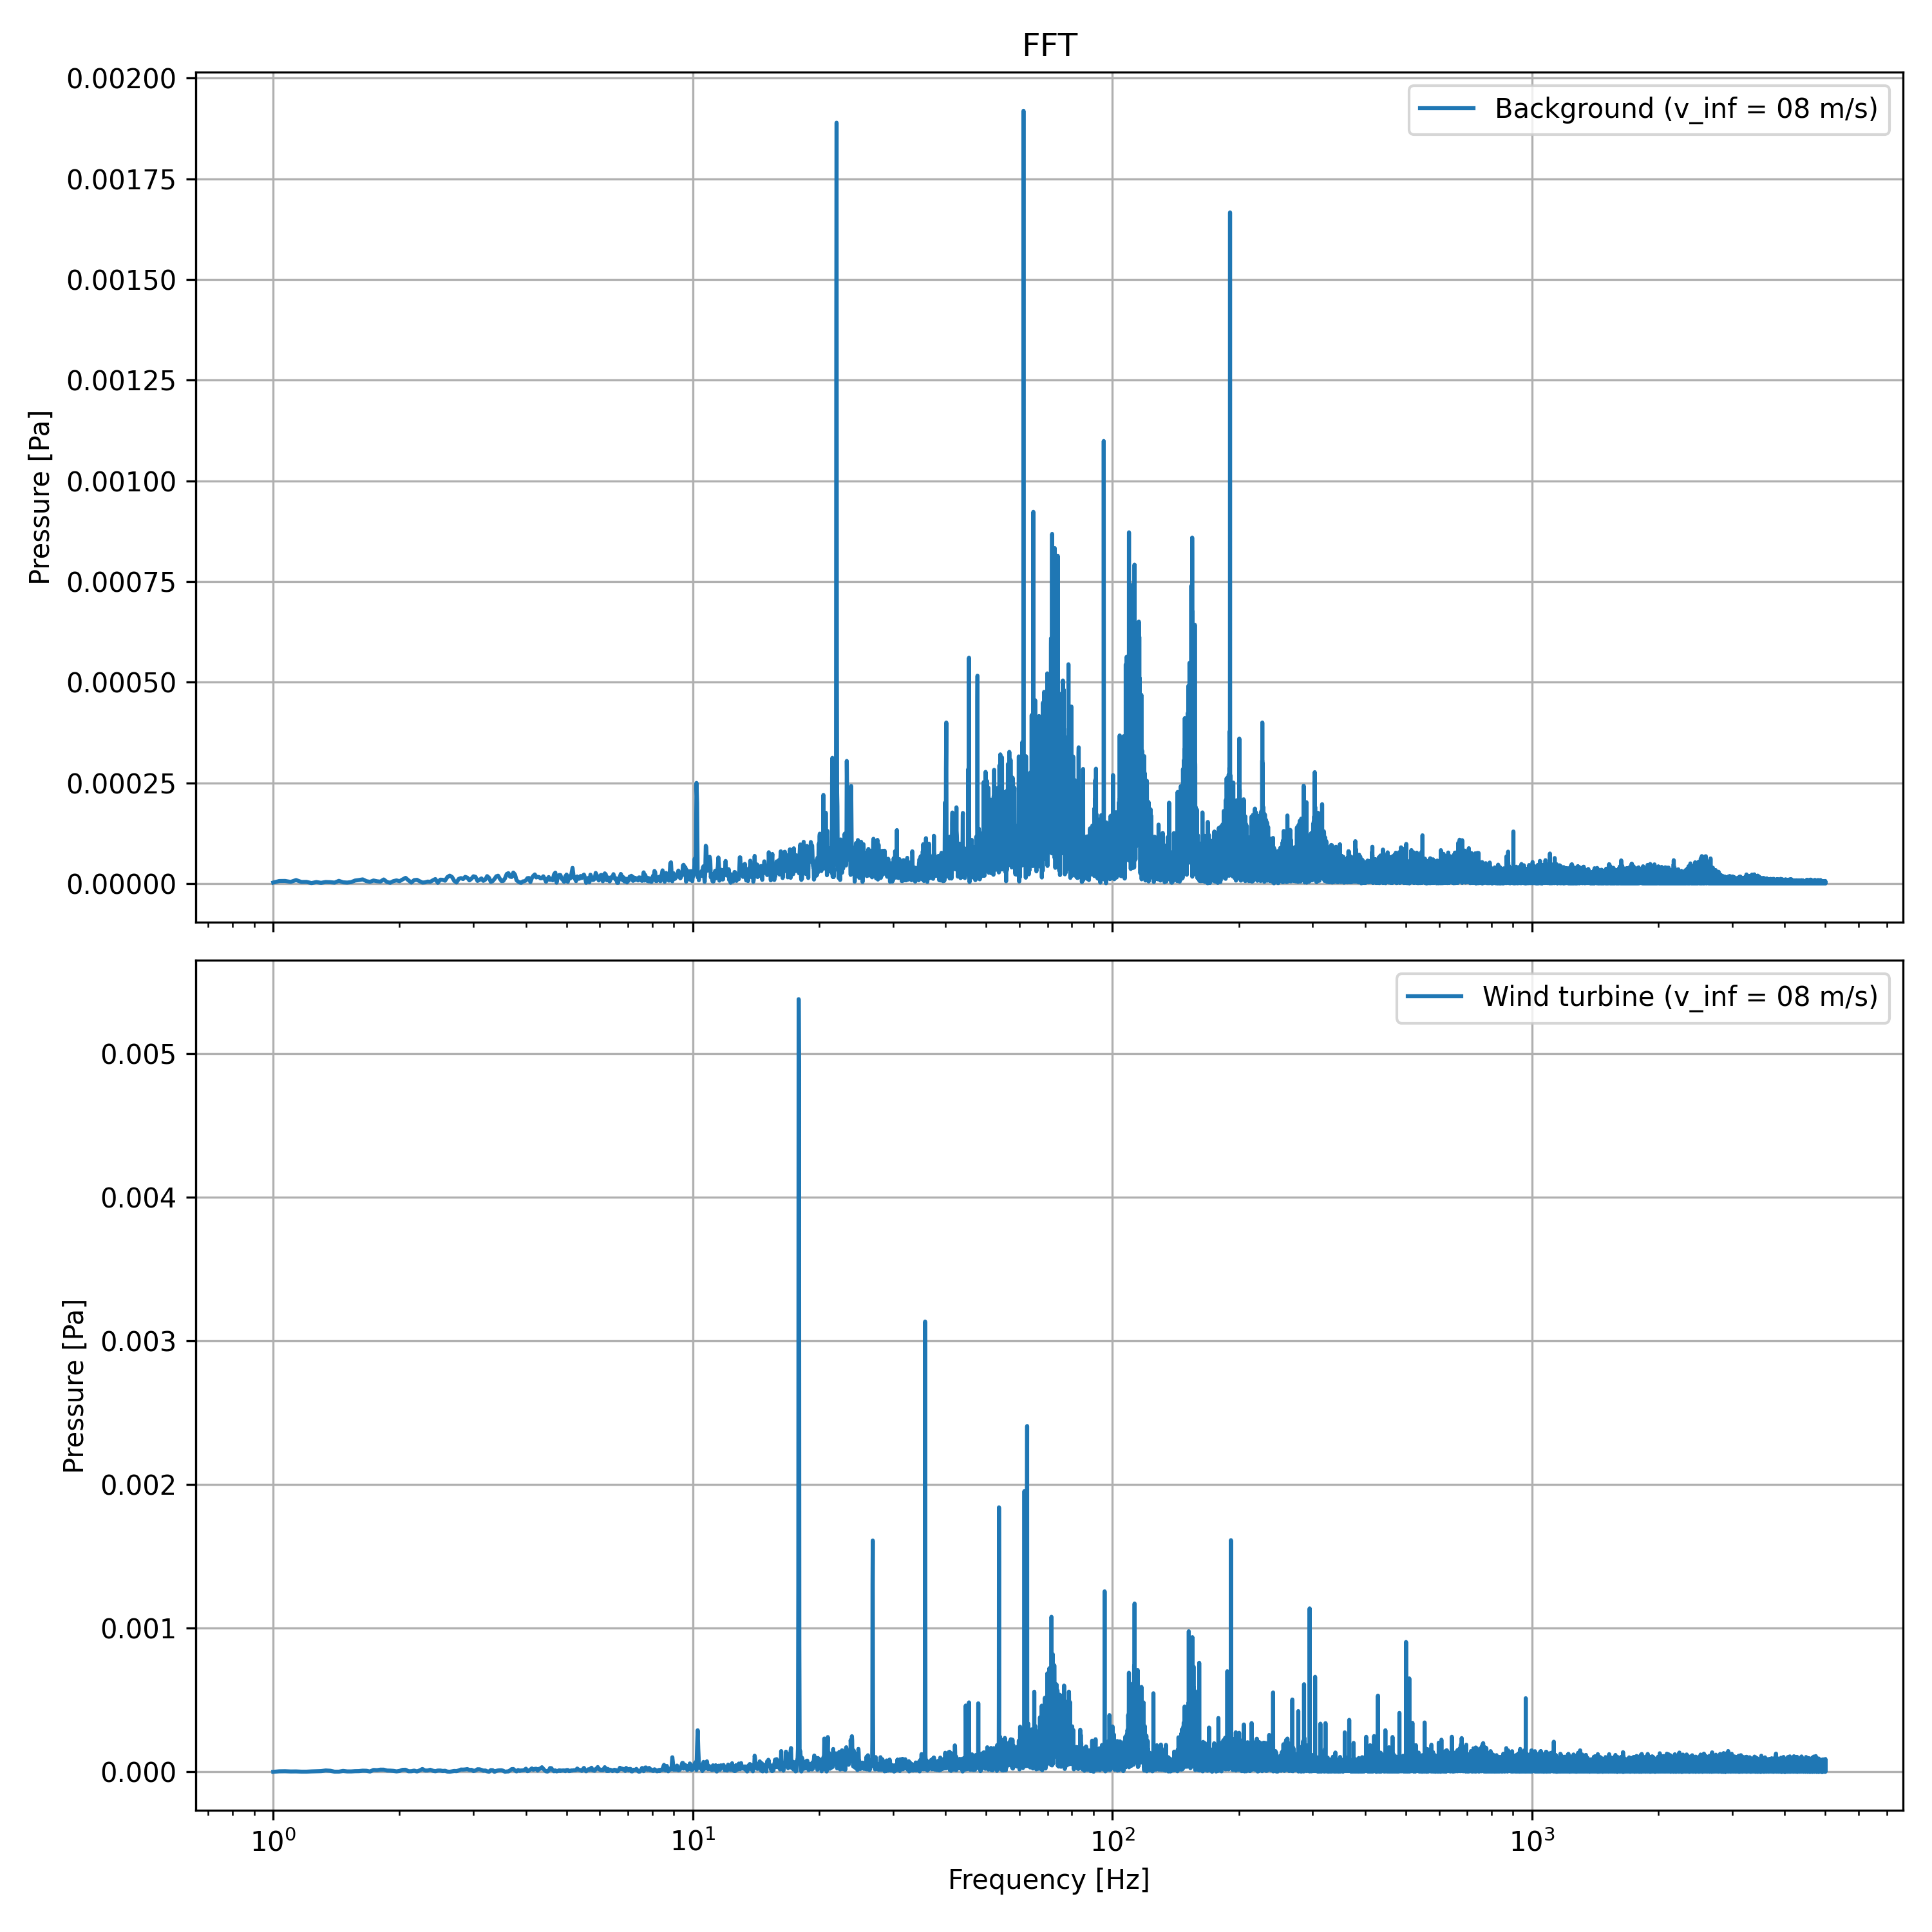 FFT
Background (v_inf = 08 m/s)
Pressure [Pa]
0.00200
0.00175
0.00150
0.00125
0.00100
0.00075
0.00050
0.00025
0.00000
Wind turbine (v_inf = 08 m/s)
Pressure [Pa]
0.005
0.004
0.003
0.002
0.001
0.000
10⁰ 10¹ 10² 10³
Frequency [Hz]